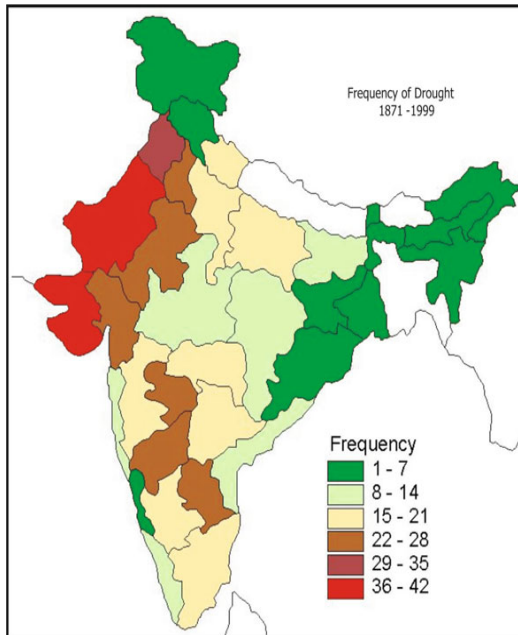 Frequency of Drought
1871 -1999
Frequency
1 - 7
8 - 14
15 - 21
22 - 28
29 - 35
36 - 42